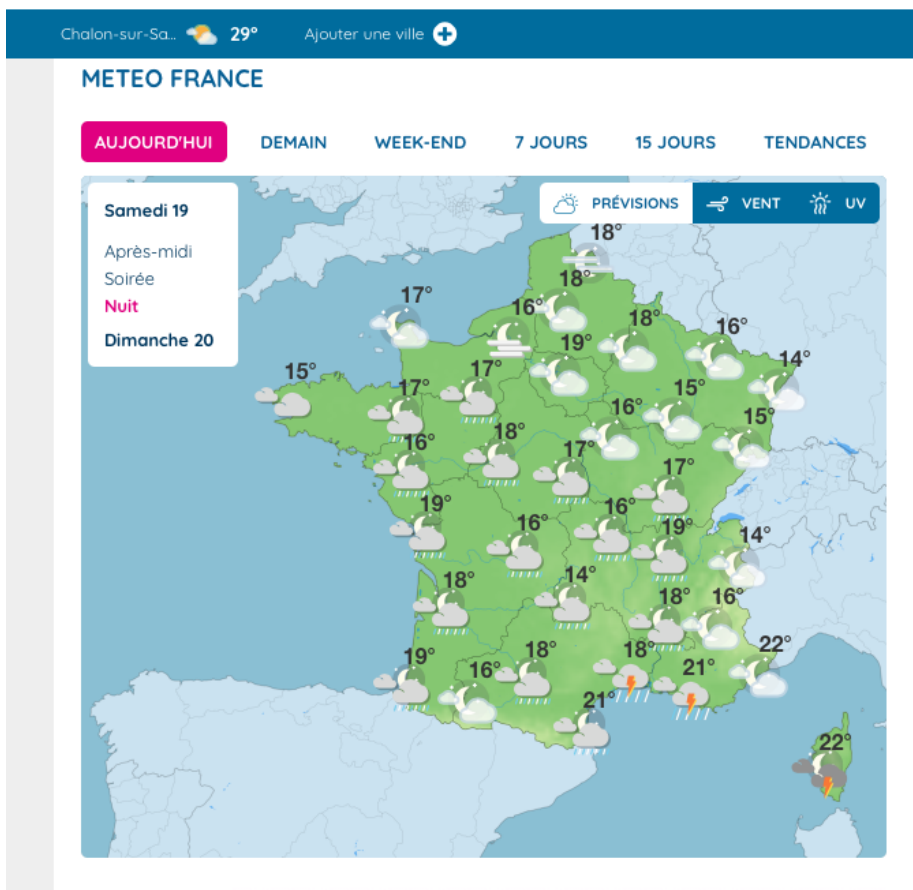 Chalon-sur-Sa... 29° Ajouter une ville
METEO FRANCE
AUJOURD'HUI DEMAIN WEEK-END 7 JOURS 15 JOURS TENDANCES
Samedi 19
Après-midi
Soirée
Nuit
Dimanche 20
PRÉVISIONS VENT UV
18°
18°
17° 16° 18° 16°
19°
15° 17° 14°
17° 15°
16° 15°
16° 18° 17° 17°
19° 16° 16° 19° 14°
18° 14° 18° 16°
19° 16° 18° 18° 21° 22°
21°
22°